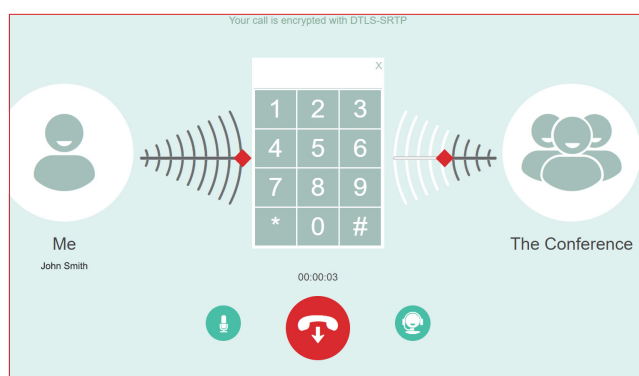 Your call is encrypted with DTLS-SRTP
X
1 2 3
4 5 6
7 8 9
* 0 #
Me
John Smith
The Conference
00:00:03